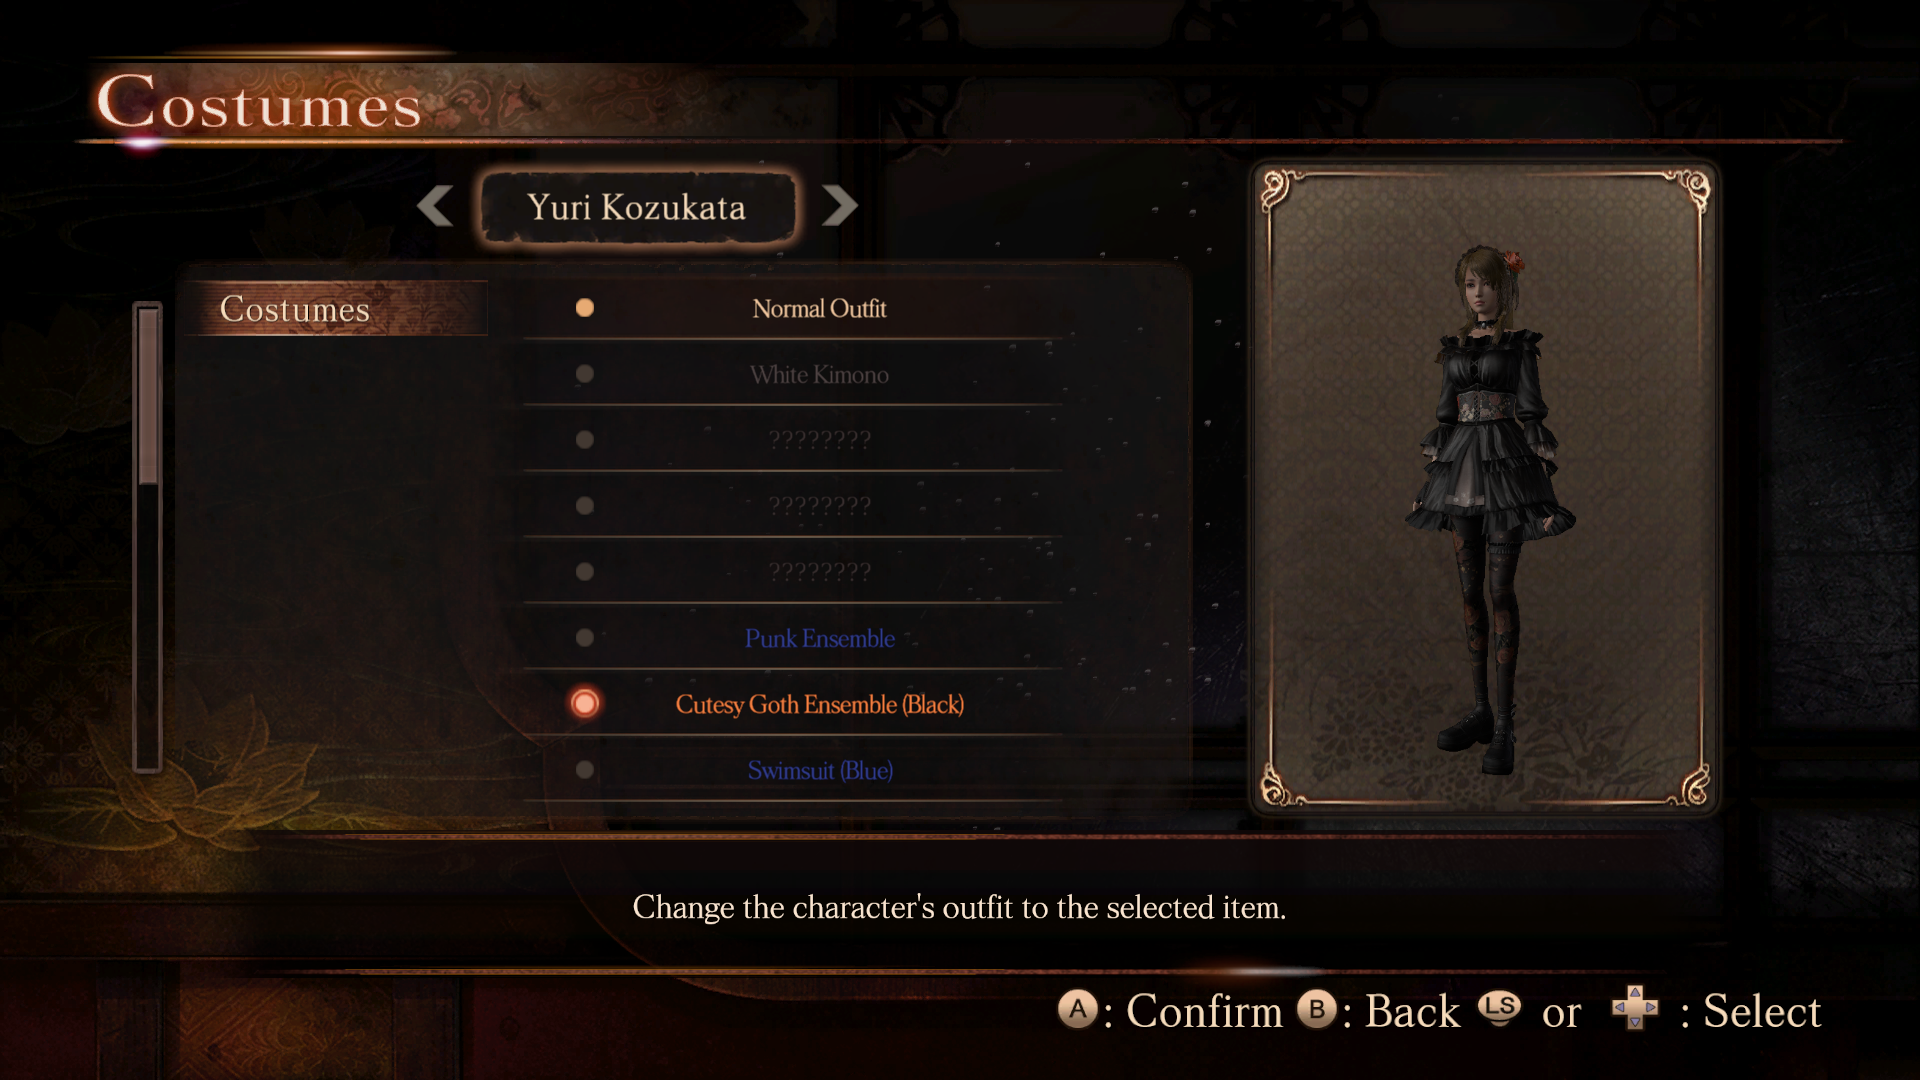 Costumes
Yuri Kozukata
Costumes
Normal Outfit
White Kimono
????????
????????
????????
Punk Ensemble
Cutesy Goth Ensemble (Black)
Swimsuit (Blue)
Change the character's outfit to the selected item.
A : Confirm B : Back LS or : Select